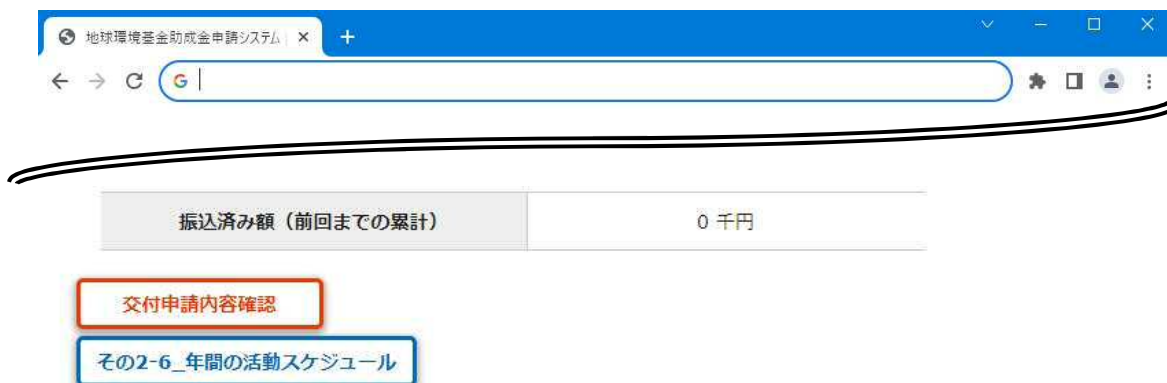 地球環境基金助成金申請システム
振込済み額（前回までの累計） 0 千円
交付申請内容確認
その2-6_年間の活動スケジュール